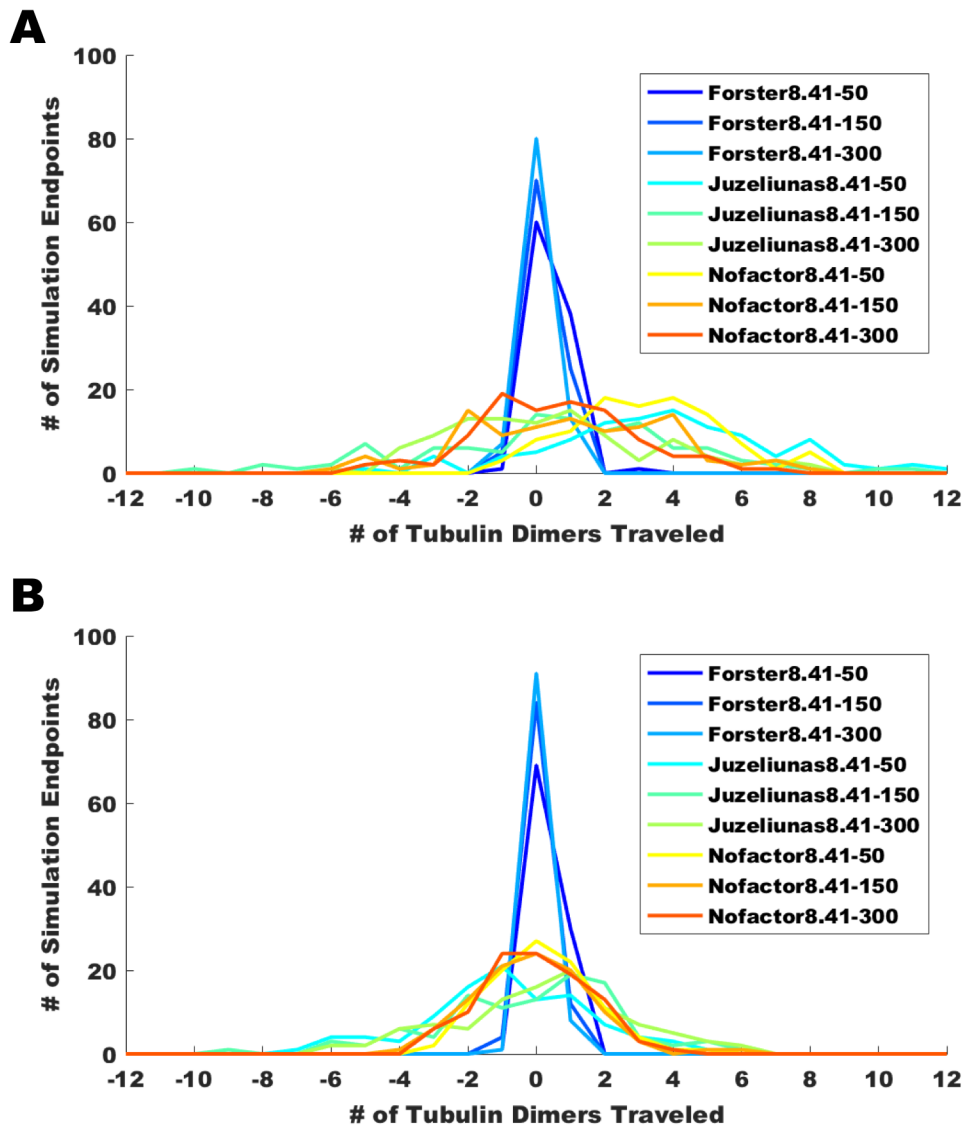 A
100
80
60
40
20
0
# of Simulation Endpoints
Forster8.41-50
Forster8.41-150
Forster8.41-300
Juzeliunas8.41-50
Juzeliunas8.41-150
Juzeliunas8.41-300
Nofactor8.41-50
Nofactor8.41-150
Nofactor8.41-300
-12 -10 -8 -6 -4 -2 0 2 4 6 8 10 12
# of Tubulin Dimers Traveled
B
100
80
60
40
20
0
# of Simulation Endpoints
Forster8.41-50
Forster8.41-150
Forster8.41-300
Juzeliunas8.41-50
Juzeliunas8.41-150
Juzeliunas8.41-300
Nofactor8.41-50
Nofactor8.41-150
Nofactor8.41-300
-12 -10 -8 -6 -4 -2 0 2 4 6 8 10 12
# of Tubulin Dimers Traveled